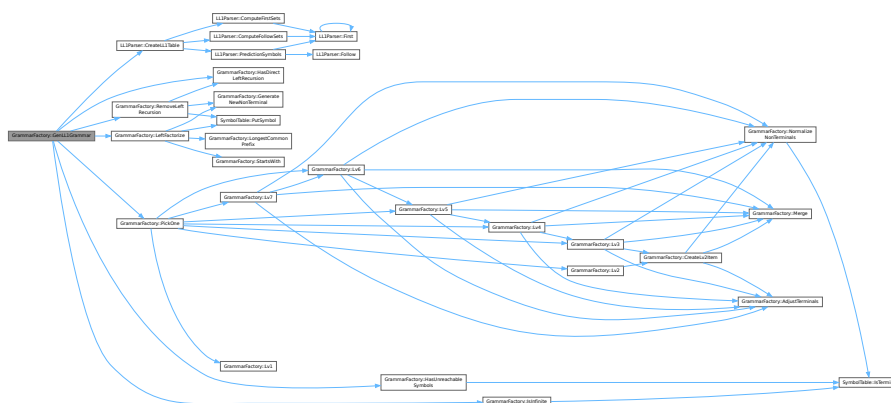 LL1Parser::ComputeFirstSets
LL1Parser::ComputeFollowSets
LL1Parser::First
LL1Parser::CreateLL1Table
LL1Parser::PredictionSymbols
LL1Parser::Follow
GrammarFactory::HasDirect
LeftRecursion
GrammarFactory::Generate
NewNonTerminal
GrammarFactory::RemoveLeft
Recursion
SymbolTable::PutSymbol
GrammarFactory::GenLL1Grammar
GrammarFactory::LeftFactorize
GrammarFactory::LongestCommon
Prefix
GrammarFactory::StartsWith
GrammarFactory::Normalize
NonTerminals
GrammarFactory::Lv6
GrammarFactory::Lv7
GrammarFactory::Lv5
GrammarFactory::Merge
GrammarFactory::PickOne
GrammarFactory::Lv4
GrammarFactory::Lv3
GrammarFactory::CreateLv2Item
GrammarFactory::Lv2
GrammarFactory::AdjustTerminals
GrammarFactory::Lv1
GrammarFactory::HasUnreachable
Symbols
SymbolTable::IsTermi
GrammarFactory::IsInfinite